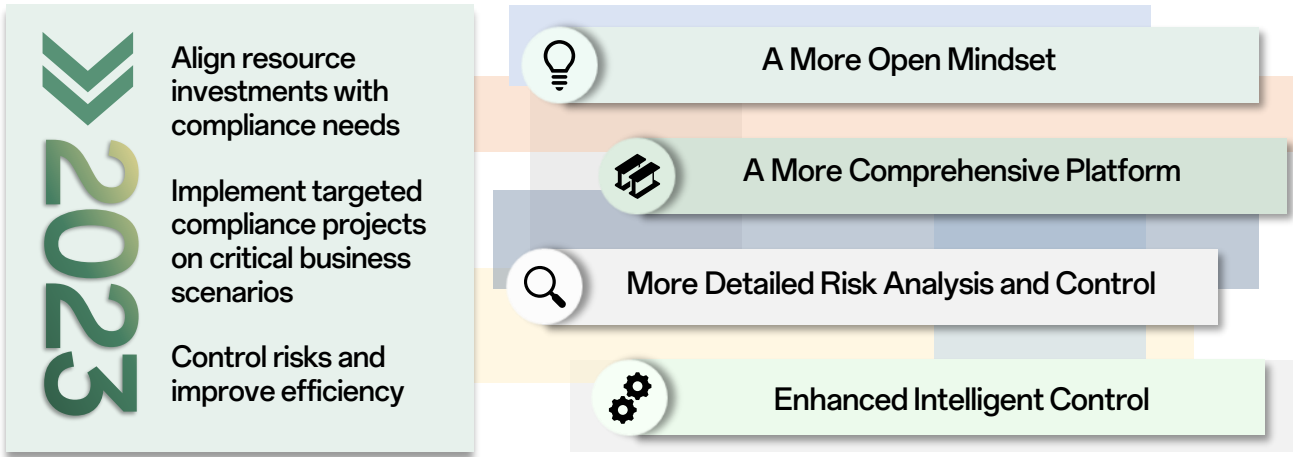 2023
Align resource
investments with
compliance needs
Implement targeted
compliance projects
on critical business
scenarios
Control risks and
improve efficiency
A More Open Mindset
A More Comprehensive Platform
More Detailed Risk Analysis and Control
Enhanced Intelligent Control